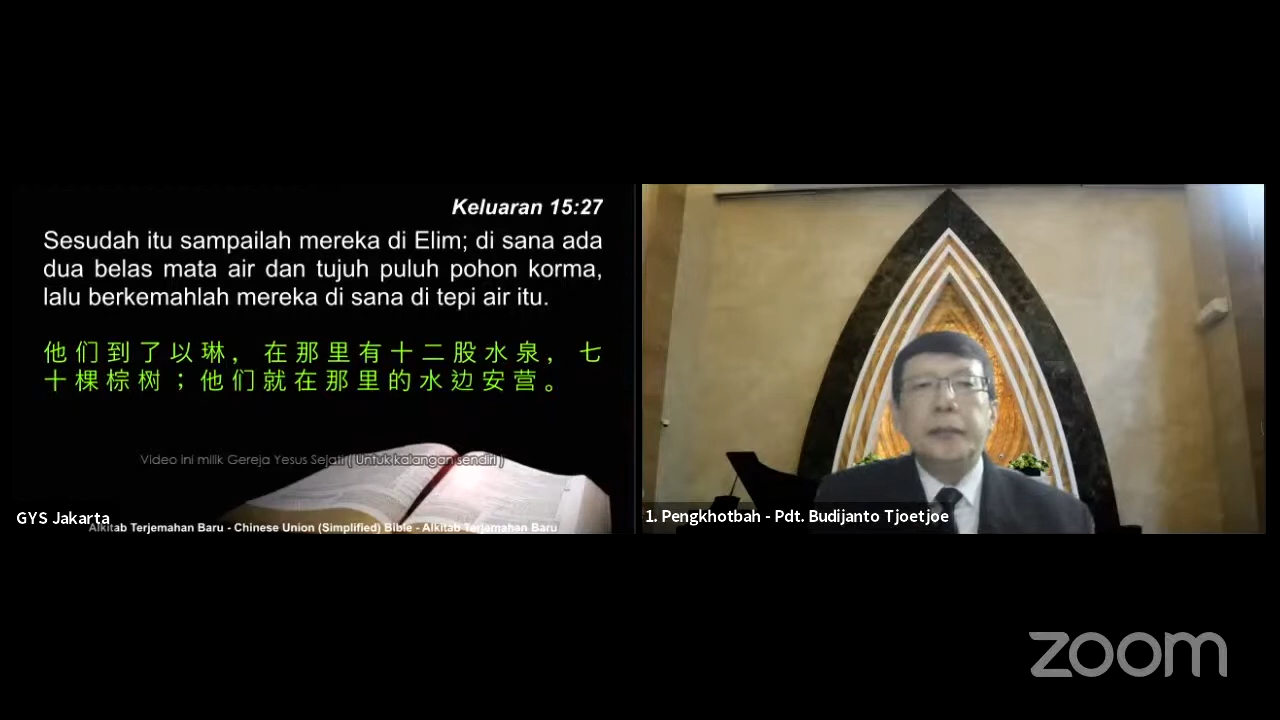 Keluaran 15:27
Sesudah itu sampailah mereka di Elim; di sana ada
dua belas mata air dan tujuh puluh pohon korma,
lalu berkemahlah mereka di sana di tepi air itu.
他们到了以琳，在那里有十二股水泉，七
十棵棕树；他们就在那里的水边安营。
Video ini milik Gereja Yesus Sejati ( Untuk kalangan sendiri )
GYS Jakarta
Alkitab Terjemahan Baru - Chinese Union (Simplified) Bible - Alkitab Terjemahan Baru
1. Pengkhotbah - Pdt. Budijanto Tjoetjoe
zoom